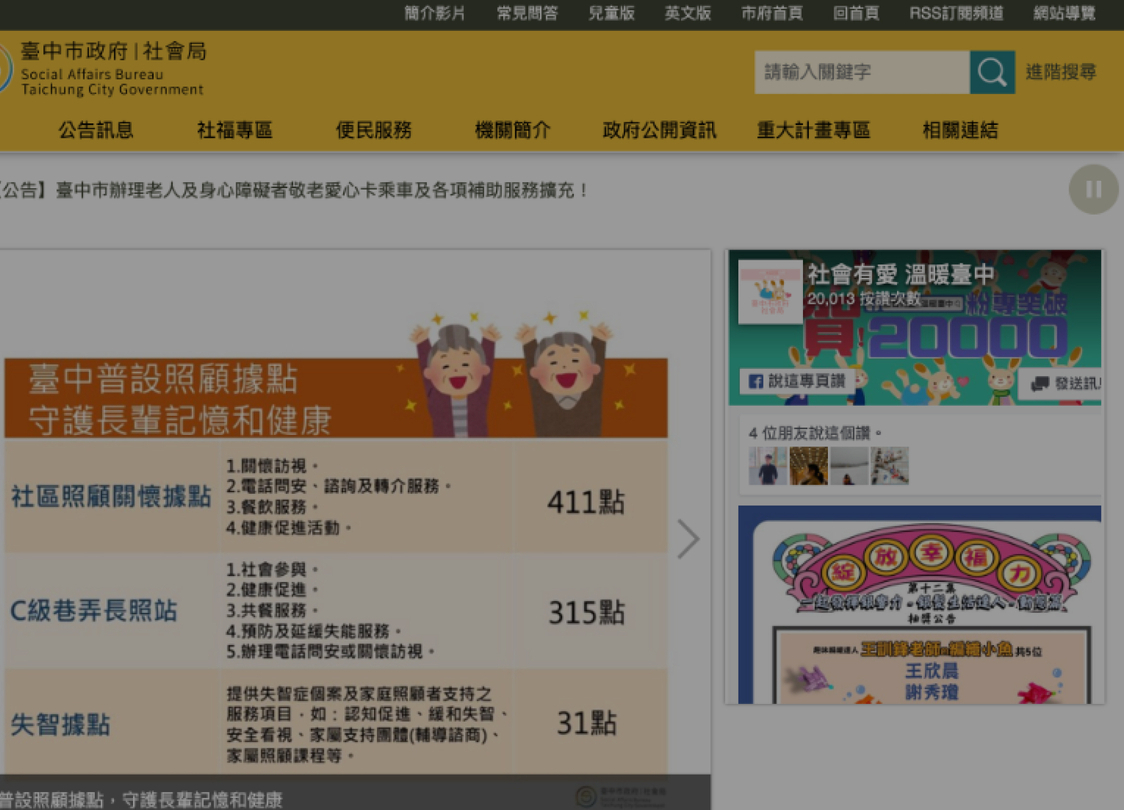 簡介影片 常見問答 兒童版 英文版 市府首頁 回首頁 RSS訂閱頻道 網站導覽
臺中市政府|社會局
Social Affairs Bureau
Taichung City Government
請輸入關鍵字
進階搜尋
公告訊息 社福專區 便民服務 機關簡介 政府公開資訊 重大計畫專區 相關連結
公告】臺中市辦理老人及身心障礙者敬老愛心卡乘車及各項補助服務擴充！
臺中普設照顧據點
守護長輩記憶和健康
社區照顧關懷據點
1.關懷訪視。
2.電話問安、諮詢及轉介服務。
3.餐飲服務。
4.健康促進活動。
411點
C級巷弄長照站
1.社會參與。
2.健康促進。
3.共餐服務。
4.預防及延緩失能服務。
5.辦理電話問安或關懷訪視。
315點
失智據點
提供失智症個案及家庭照顧者支持之
服務項目，如：認知促進、緩和失智、
安全看視、家屬支持團體(輔導諮商)、
家屬照顧課程等。
31點
普設照顧據點，守護長輩記憶和健康
社會有愛 溫暖臺中
20,013 按讚次數
粉專突破
20000
說這專頁讚
發送訊
4 位朋友說這個讚。
綻放幸福力
第十二集
抽獎公告
王訓鋒老師的編織小魚 共5位
王欣晨
謝秀瓊